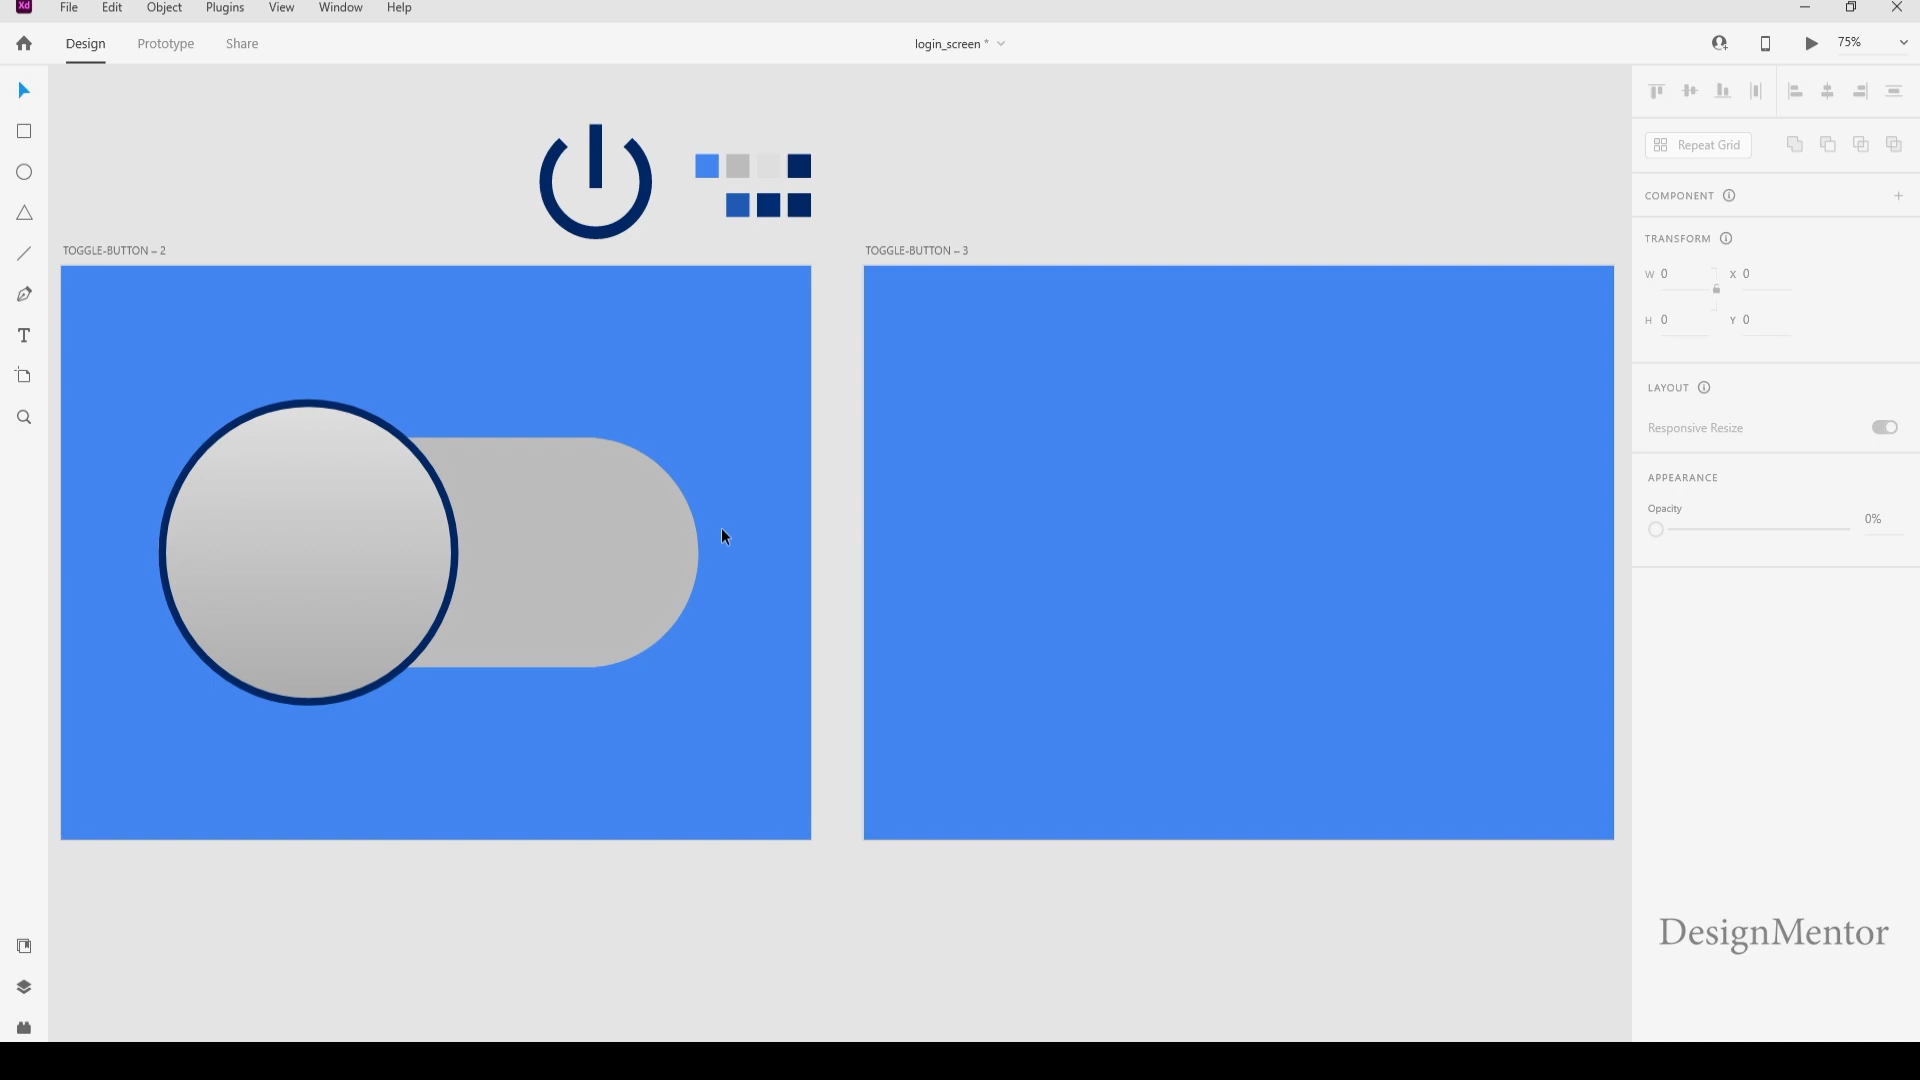 Xd File Edit Object Plugins View Window Help
Design Prototype Share login_screen * 75%
Repeat Grid
COMPONENT
TOGGLE-BUTTON – 2 TOGGLE-BUTTON – 3
TRANSFORM
W 0 X 0
H 0 Y 0
LAYOUT
Responsive Resize
APPEARANCE
Opacity
0%
DesignMentor